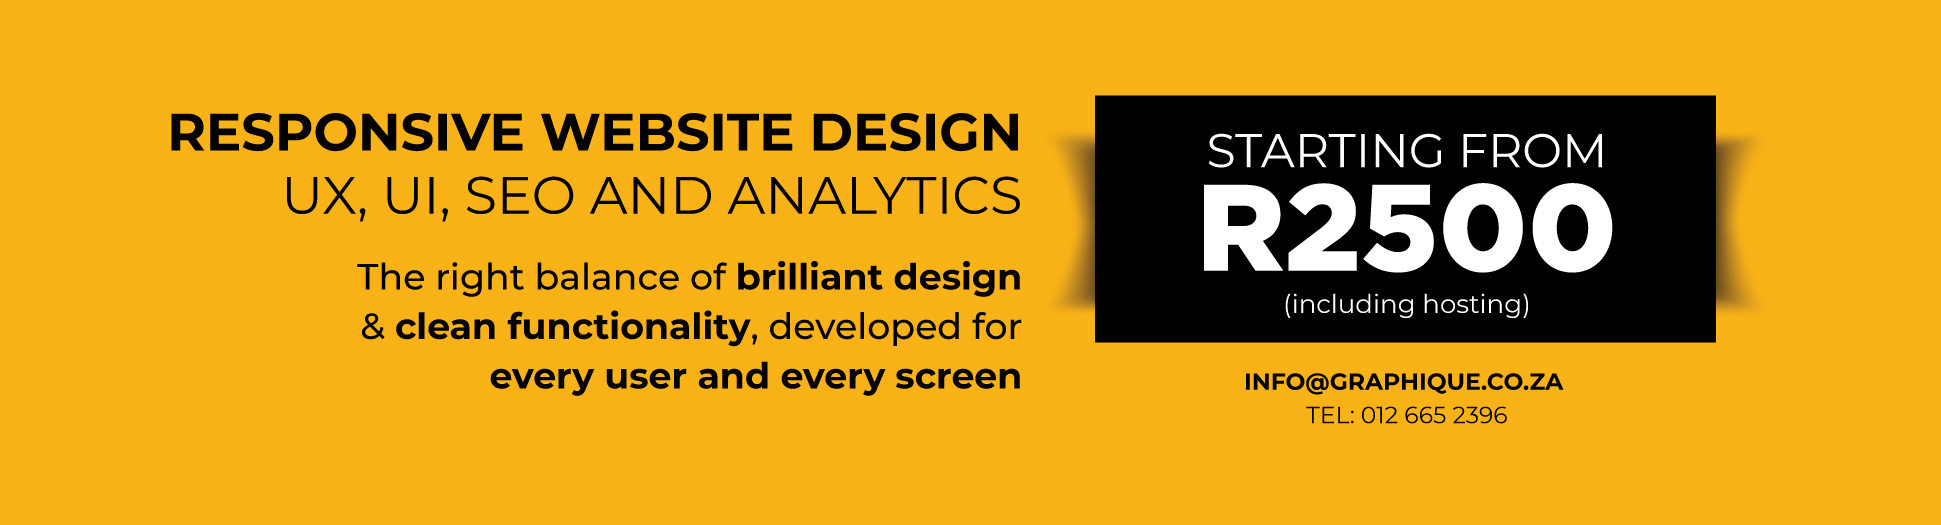 RESPONSIVE WEBSITE DESIGN
UX, UI, SEO AND ANALYTICS
The right balance of brilliant design
& clean functionality, developed for
every user and every screen
STARTING FROM
R2500
(including hosting)
INFO@GRAPHIQUE.CO.ZA
TEL: 012 665 2396